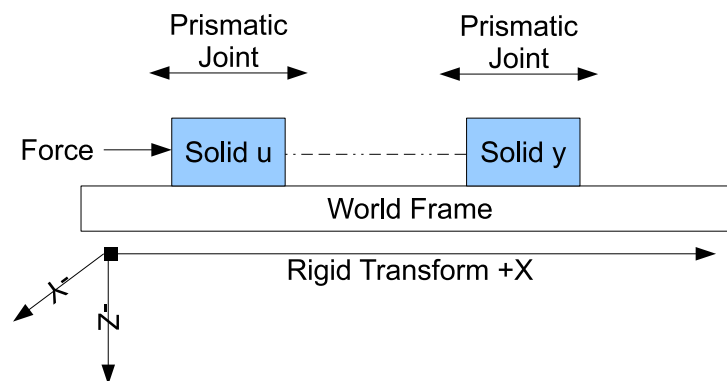 Prismatic
Joint
Prismatic
Joint
Force
Solid u
Solid y
World Frame
Rigid Transform +X
Y-
Z-